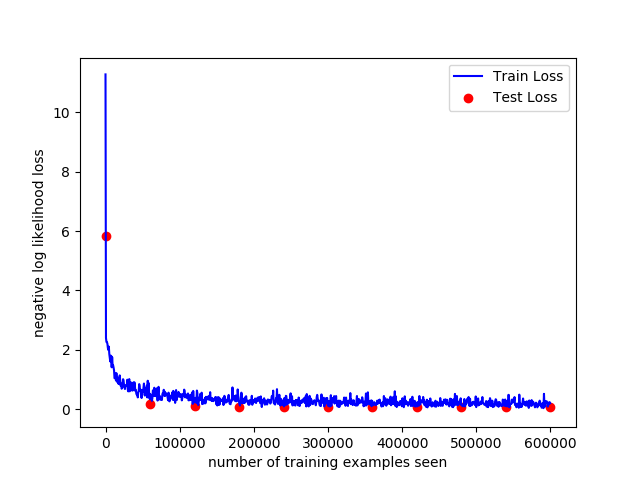 Train Loss
Test Loss
negative log likelihood loss
10
8
6
4
2
0
0 100000 200000 300000 400000 500000 600000
number of training examples seen